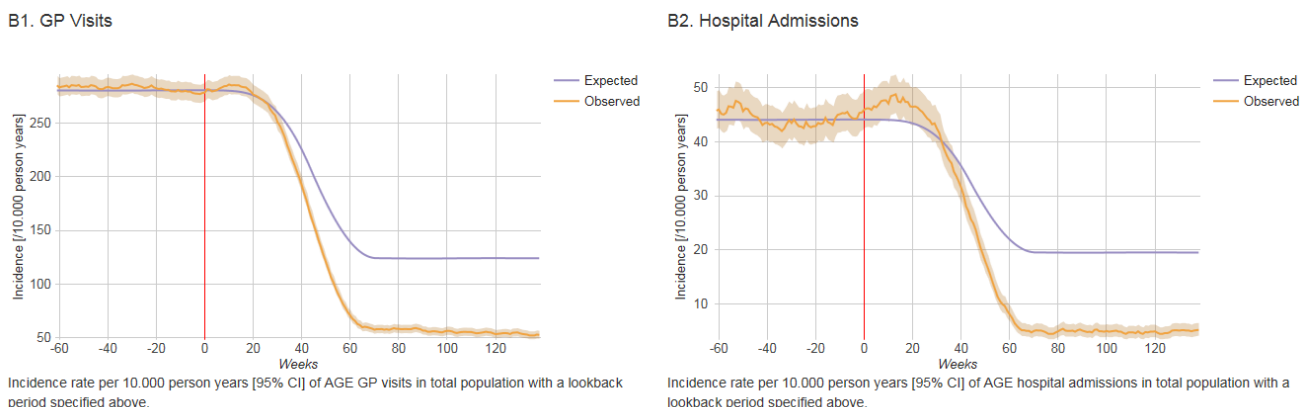 B1. GP Visits
Expected
Observed
Incidence [/10.000 person years]
250
200
150
100
50
-60 -40 -20 0 20 40 60 80 100 120
Weeks
Incidence rate per 10.000 person years [95% CI] of AGE GP visits in total population with a lookback
period specified above.
B2. Hospital Admissions
Expected
Observed
Incidence [/10.000 person years]
50
40
30
20
10
-60 -40 -20 0 20 40 60 80 100 120
Weeks
Incidence rate per 10.000 person years [95% CI] of AGE hospital admissions in total population with a
lookback period specified above.